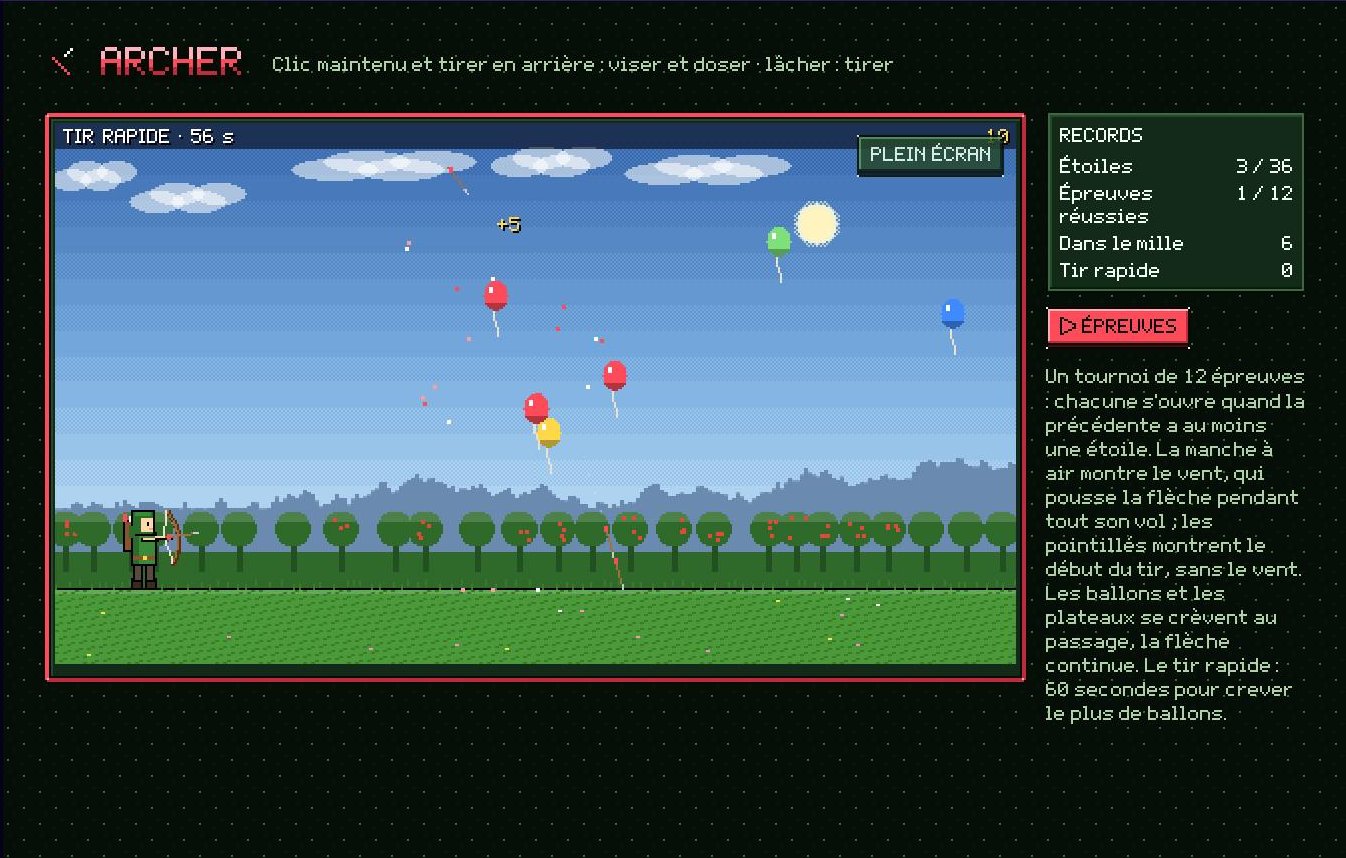 ARCHER
Clic maintenu et tirer en arrière : viser et doser · lâcher : tirer
TIR RAPIDE · 56 s
PLEIN ÉCRAN
+5
RECORDS
Étoiles 3 / 36
Épreuves 1 / 12
réussies
Dans le mille 6
Tir rapide 0
ÉPREUVES
Un tournoi de 12 épreuves
: chacune s'ouvre quand la
précédente a au moins
une étoile. La manche à
air montre le vent, qui
pousse la flèche pendant
tout son vol ; les
pointillés montrent le
début du tir, sans le vent.
Les ballons et les
plateaux se crèvent au
passage, la flèche
continue. Le tir rapide :
60 secondes pour crever
le plus de ballons.